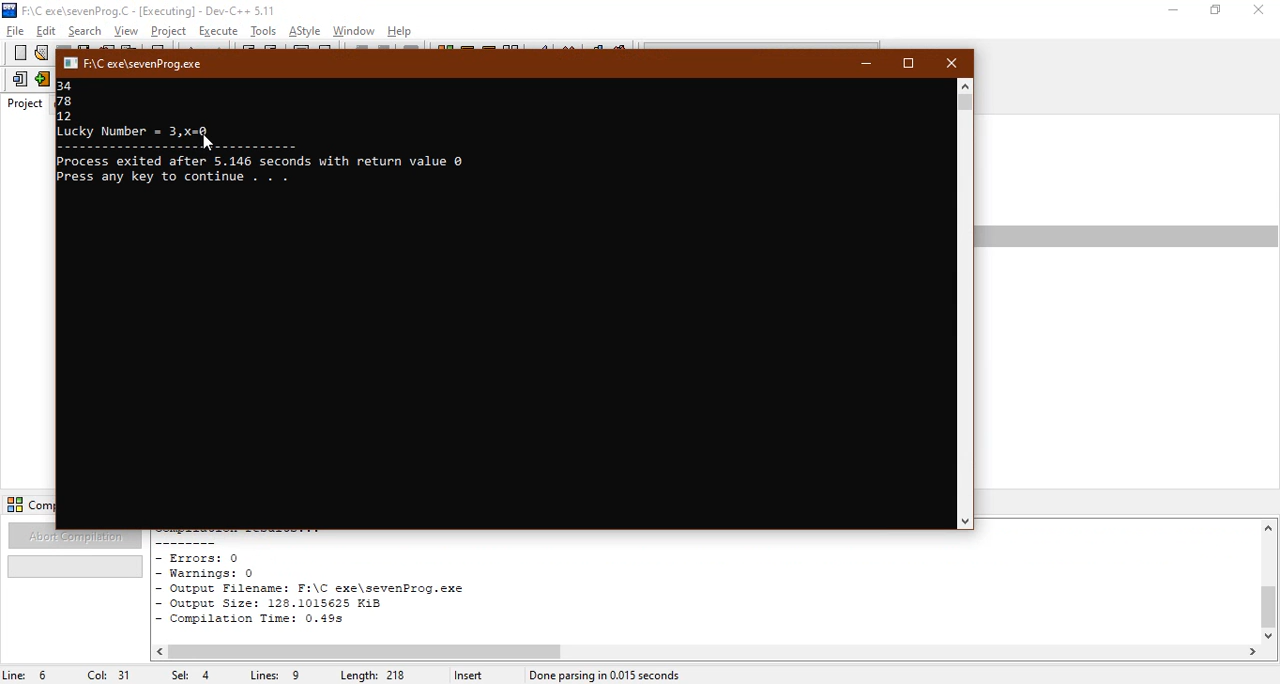 F:\C exe\sevenProg.C - [Executing] - Dev-C++ 5.11
File Edit Search View Project Execute Tools AStyle Window Help
F:\C exe\sevenProg.exe
Project
34
78
12
Lucky Number = 3,x=0
--------------------------------
Process exited after 5.146 seconds with return value 0
Press any key to continue . . .
Comp
Abort Compilation
Compilation results...
--------
- Errors: 0
- Warnings: 0
- Output Filename: F:\C exe\sevenProg.exe
- Output Size: 128.1015625 KiB
- Compilation Time: 0.49s
Line: 6 Col: 31 Sel: 4 Lines: 9 Length: 218 Insert Done parsing in 0.015 seconds